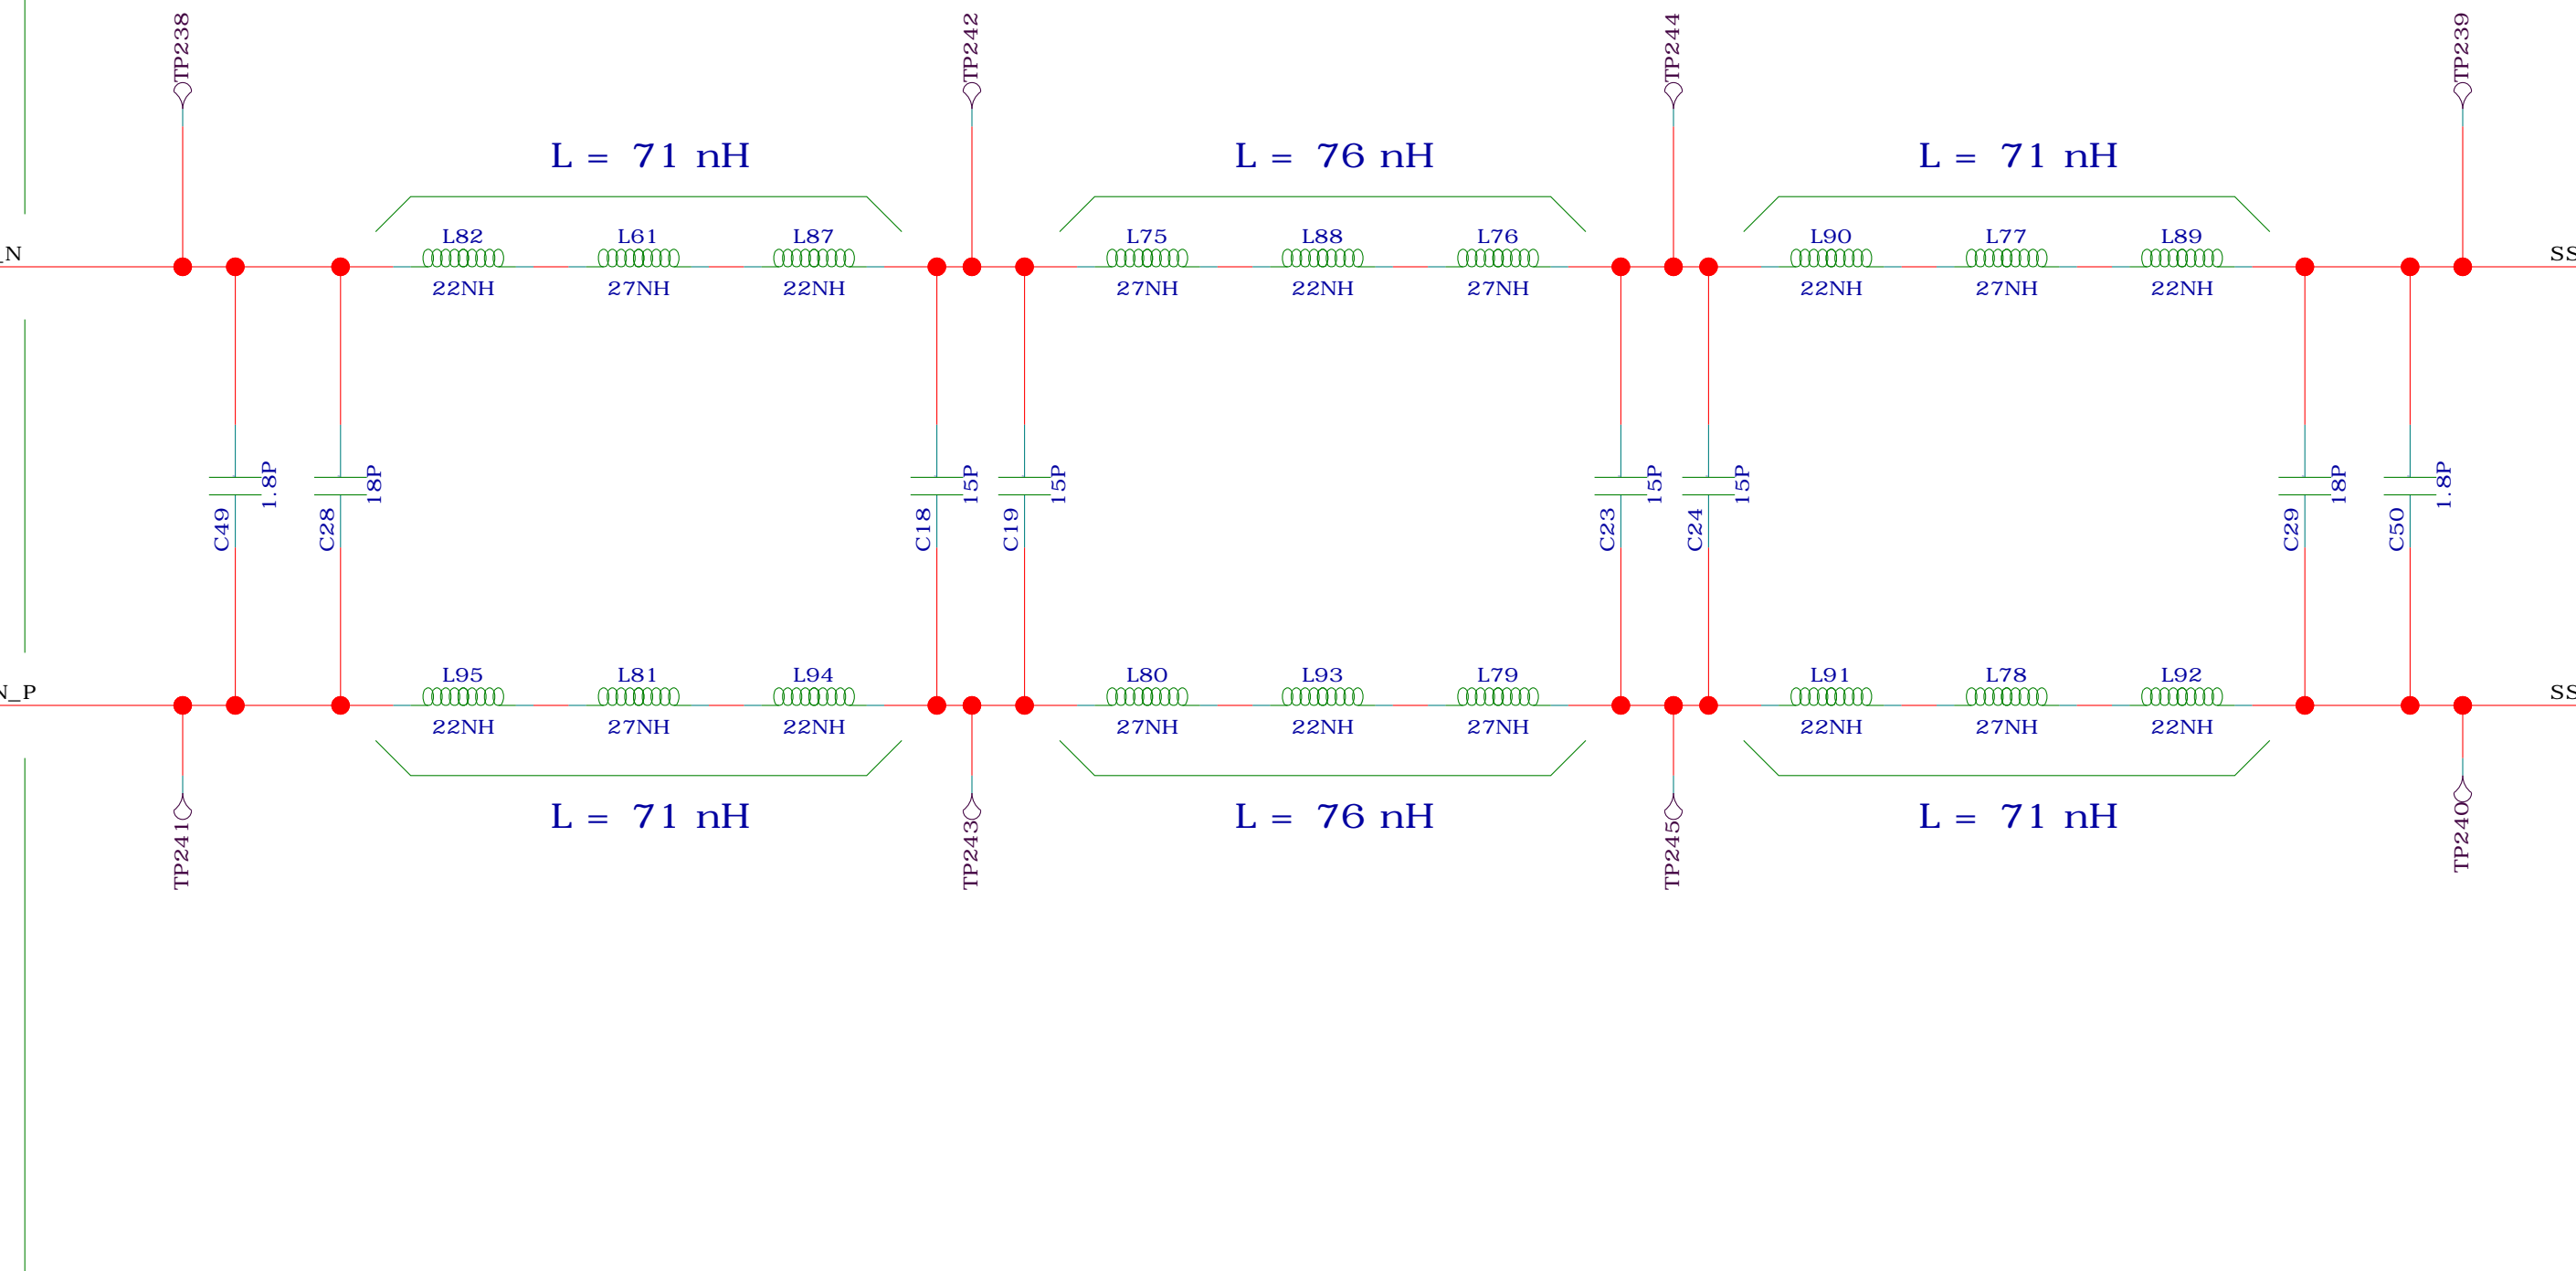 TP238
TP242
TP244
TP239
L = 71 nH
L = 76 nH
L = 71 nH
_N
L82
L61
L87
L75
L88
L76
L90
L77
L89
SS
22NH
27NH
22NH
27NH
22NH
27NH
22NH
27NH
22NH
C49
1.8P
C28
18P
C18
15P
C19
15P
C23
15P
C24
15P
C29
18P
C50
1.8P
N_P
L95
L81
L94
L80
L93
L79
L91
L78
L92
SS
22NH
27NH
22NH
27NH
22NH
27NH
22NH
27NH
22NH
L = 71 nH
L = 76 nH
L = 71 nH
TP241
TP243
TP245
TP240